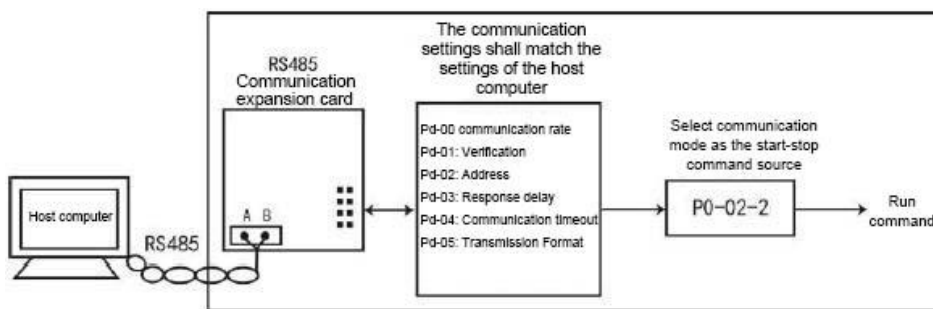 The communication
settings shall match the
settings of the host
computer
RS485
Communication
expansion card
A B
Host computer
RS485
Pd-00 communication rate
Pd-01: Verification
Pd-02: Address
Pd-03: Response delay
Pd-04: Communication timeout
Pd-05: Transmission Format
Select communication
mode as the start-stop
command source
P0-02-2
Run
command